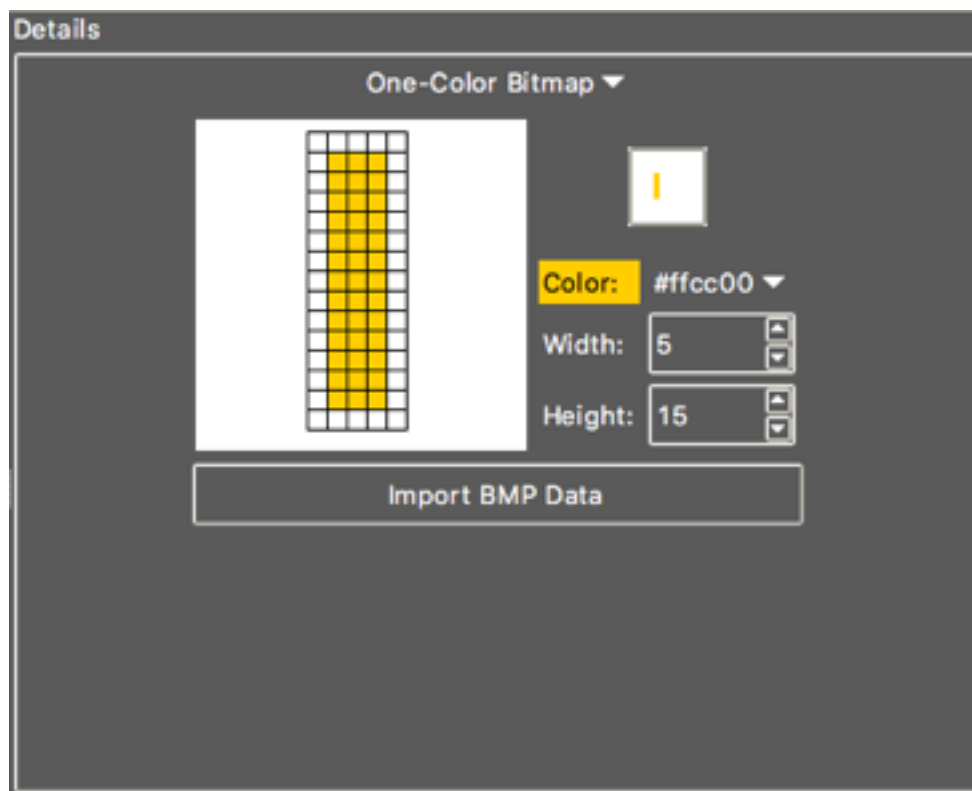 Details
One-Color Bitmap
Color: #ffcc00
Width: 5
Height: 15
Import BMP Data